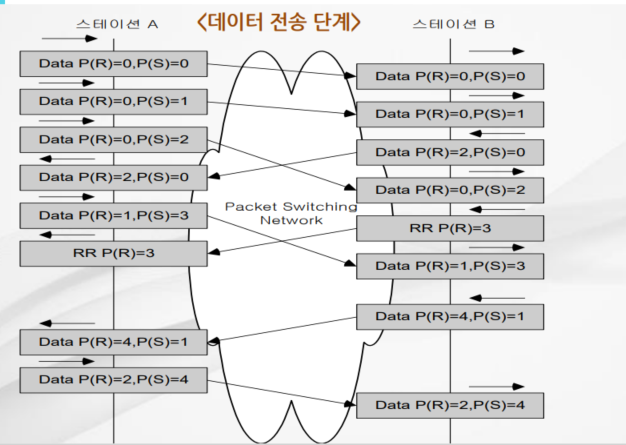 <데이터 전송 단계>
스테이션 A
스테이션 B
Data P(R)=0,P(S)=0
Data P(R)=0,P(S)=1
Data P(R)=0,P(S)=2
Data P(R)=2,P(S)=0
Data P(R)=1,P(S)=3
RR P(R)=3
Data P(R)=4,P(S)=1
Data P(R)=2,P(S)=4
Packet Switching
Network
Data P(R)=0,P(S)=0
Data P(R)=0,P(S)=1
Data P(R)=2,P(S)=0
Data P(R)=0,P(S)=2
RR P(R)=3
Data P(R)=1,P(S)=3
Data P(R)=4,P(S)=1
Data P(R)=2,P(S)=4